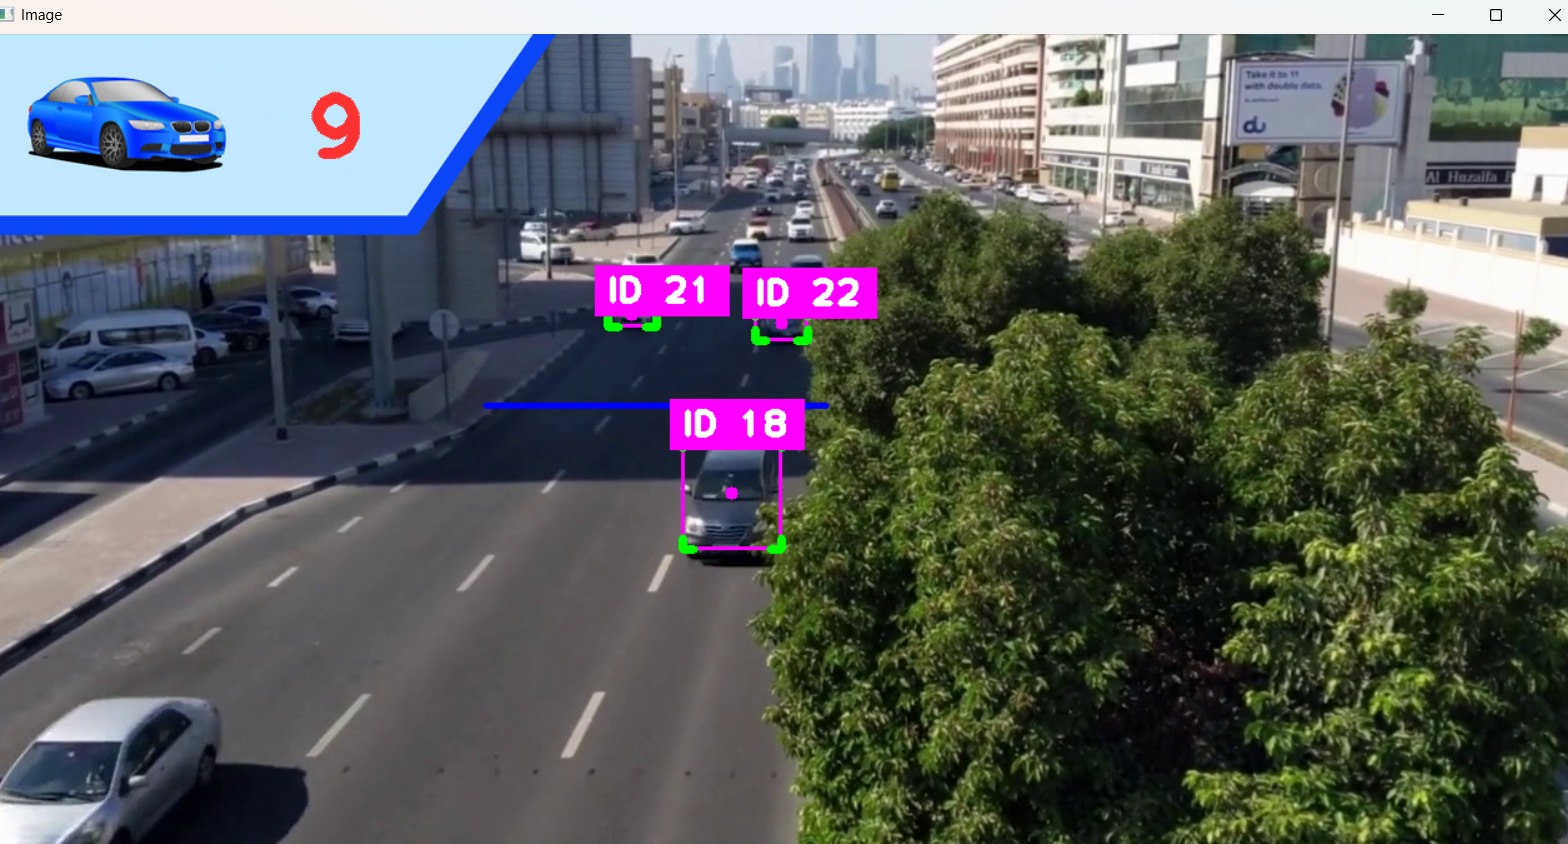 Image
9
Take it to 11
with double data.
du
Al Huzaifa
ID 21
ID 22
ID 18